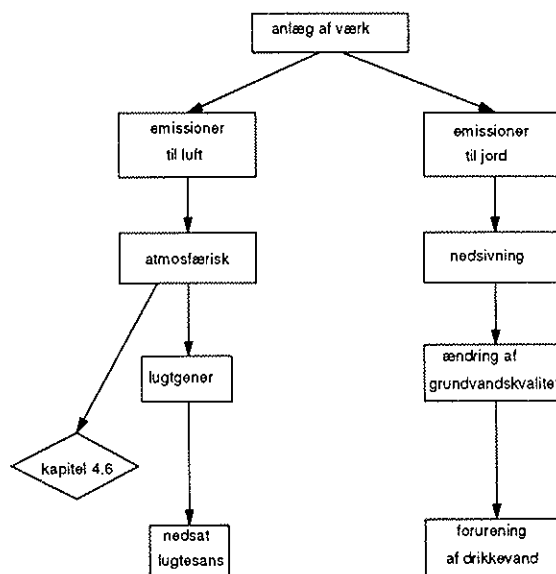 anlæg af værk
emissioner
til luft
emissioner
til jord
atmosfærisk
nedsivning
lugtgener
ændring af
grundvandskvalitet
kapitel 4.6
nedsat
lugtesans
forurening
af drikkevand